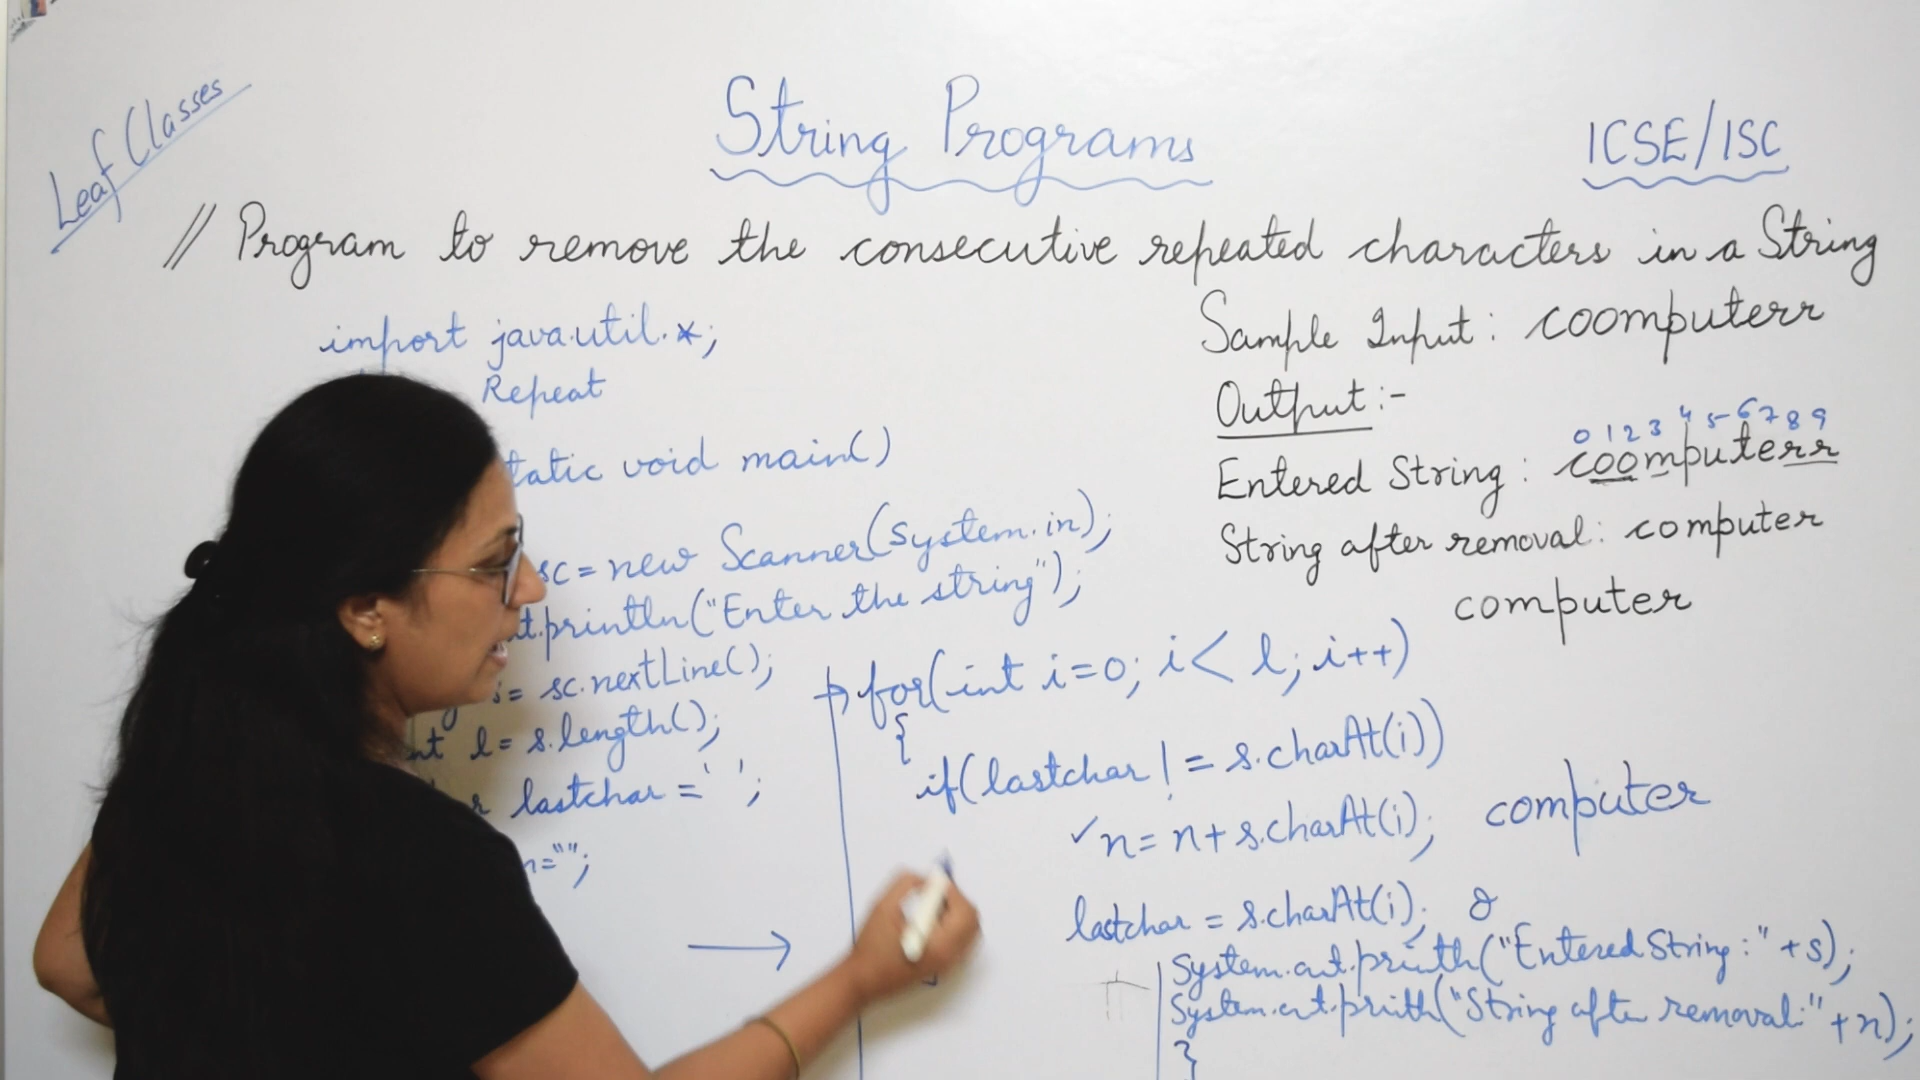 Leaf Classes
String Programs
ICSE/ISC
// Program to remove the consecutive repeated characters in a String
import java.util.*;
Repeat
tatic void main()
sc = new Scanner(System.in);
t.println("Enter the string");
= sc.nextLine();
nt l = s.length();
r lastchar = ' ';
n="";
Sample Input : coomputerr
Output :-
0 1 2 3 4 5 6 7 8 9
Entered String : coomputerr
String after removal : computer
computer
for(int i=0; i< l; i++)
{
if(lastchar != s.charAt(i))
n = n + s.charAt(i);
computer
lastchar = s.charAt(i);
System.out.println("Entered String :" + s);
System.out.println("String after removal:" + n);
}